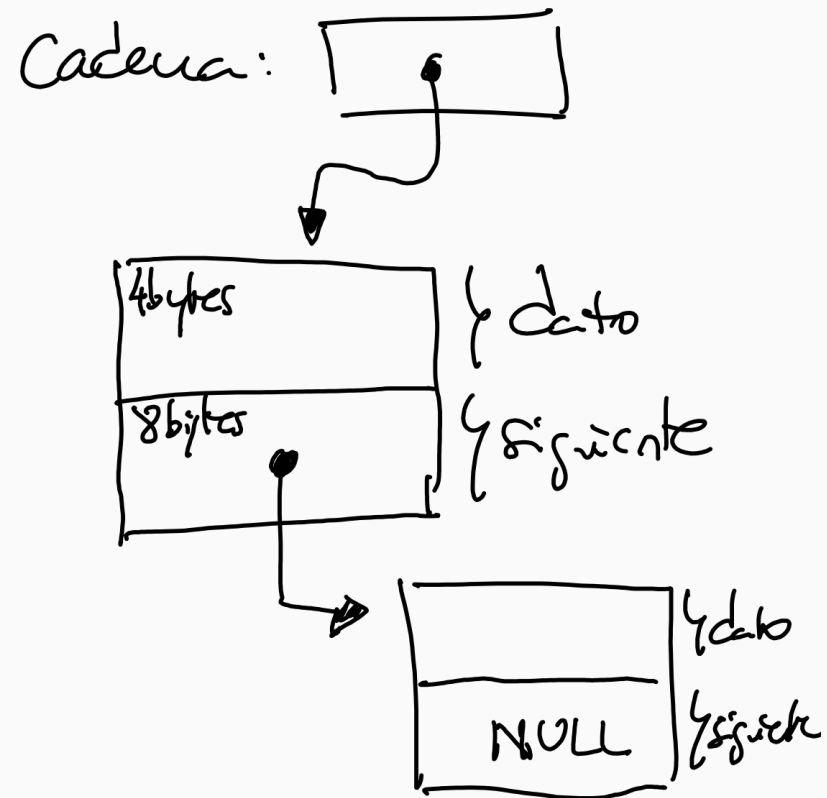 Cadena:
4bytes
dato
8bytes
siguiente
dato
NULL
siguiente